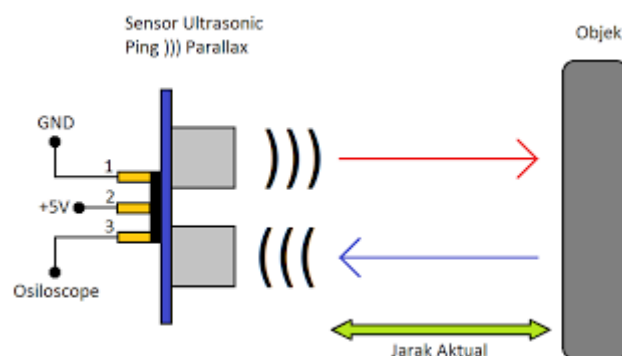 Sensor Ultrasonic
Ping ))) Parallax
Objek
GND
1
+5V
2
3
Osiloscope
Jarak Aktual